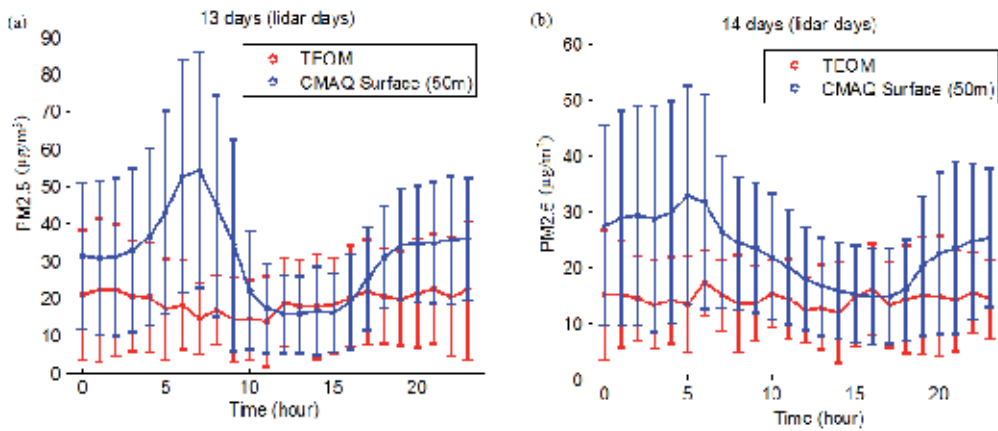 (a)
13 days (lidar days)
90
80
70
60
50
40
30
20
10
0
PM2.5 (µg/m³)
TEOM
CMAQ Surface (50m)
0 5 10 15 20
Time (hour)
(b)
14 days (lidar days)
60
50
40
30
20
10
0
PM2.5 (µg/m³)
TEOM
CMAQ Surface (50m)
0 5 10 15 20
Time (hour)